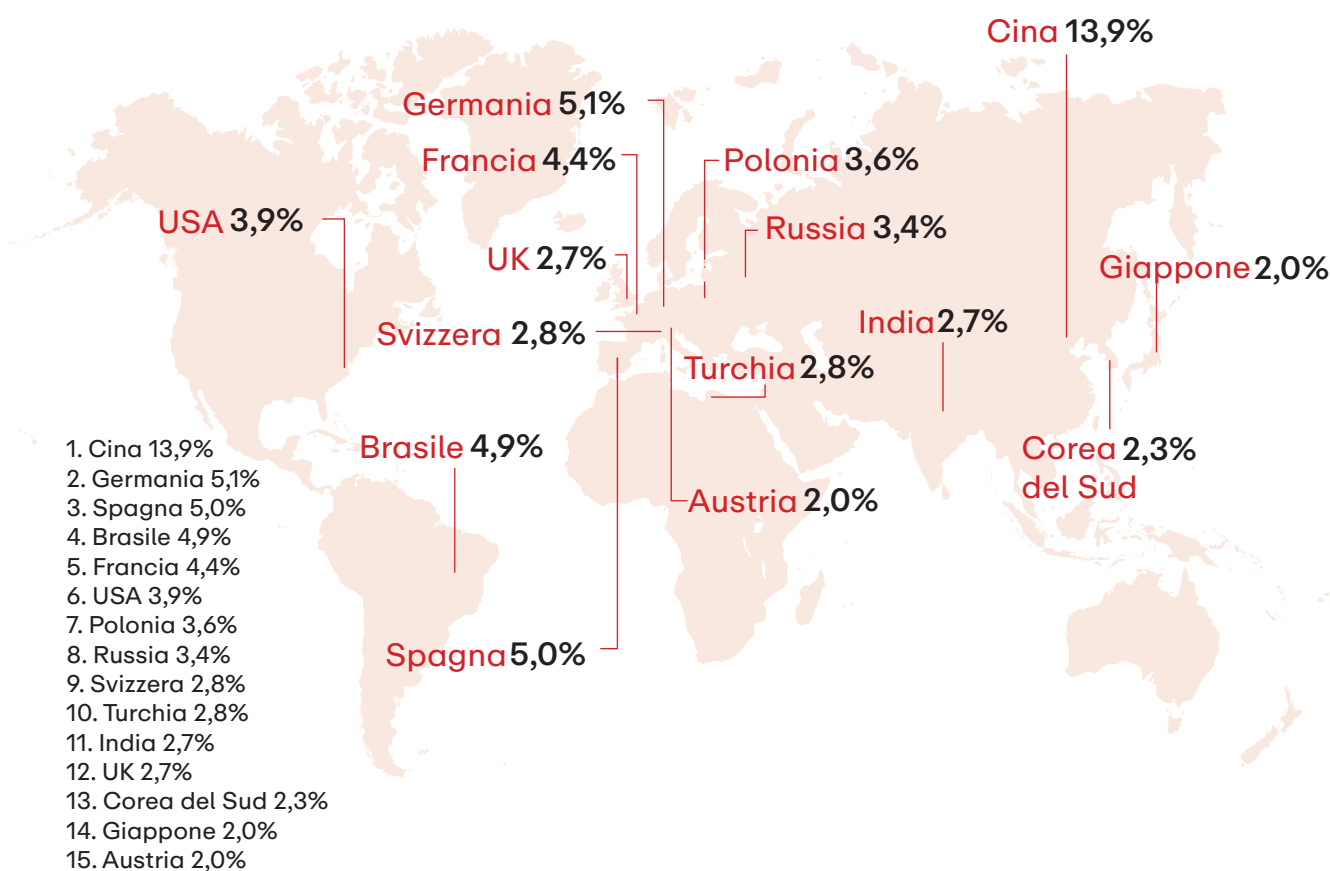 Cina 13,9%
Germania 5,1%
Francia 4,4%
Polonia 3,6%
USA 3,9%
Russia 3,4%
UK 2,7%
Giappone 2,0%
Svizzera 2,8%
India 2,7%
Turchia 2,8%
Brasile 4,9%
Corea 2,3%
del Sud
Austria 2,0%
Spagna 5,0%
1. Cina 13,9%
2. Germania 5,1%
3. Spagna 5,0%
4. Brasile 4,9%
5. Francia 4,4%
6. USA 3,9%
7. Polonia 3,6%
8. Russia 3,4%
9. Svizzera 2,8%
10. Turchia 2,8%
11. India 2,7%
12. UK 2,7%
13. Corea del Sud 2,3%
14. Giappone 2,0%
15. Austria 2,0%